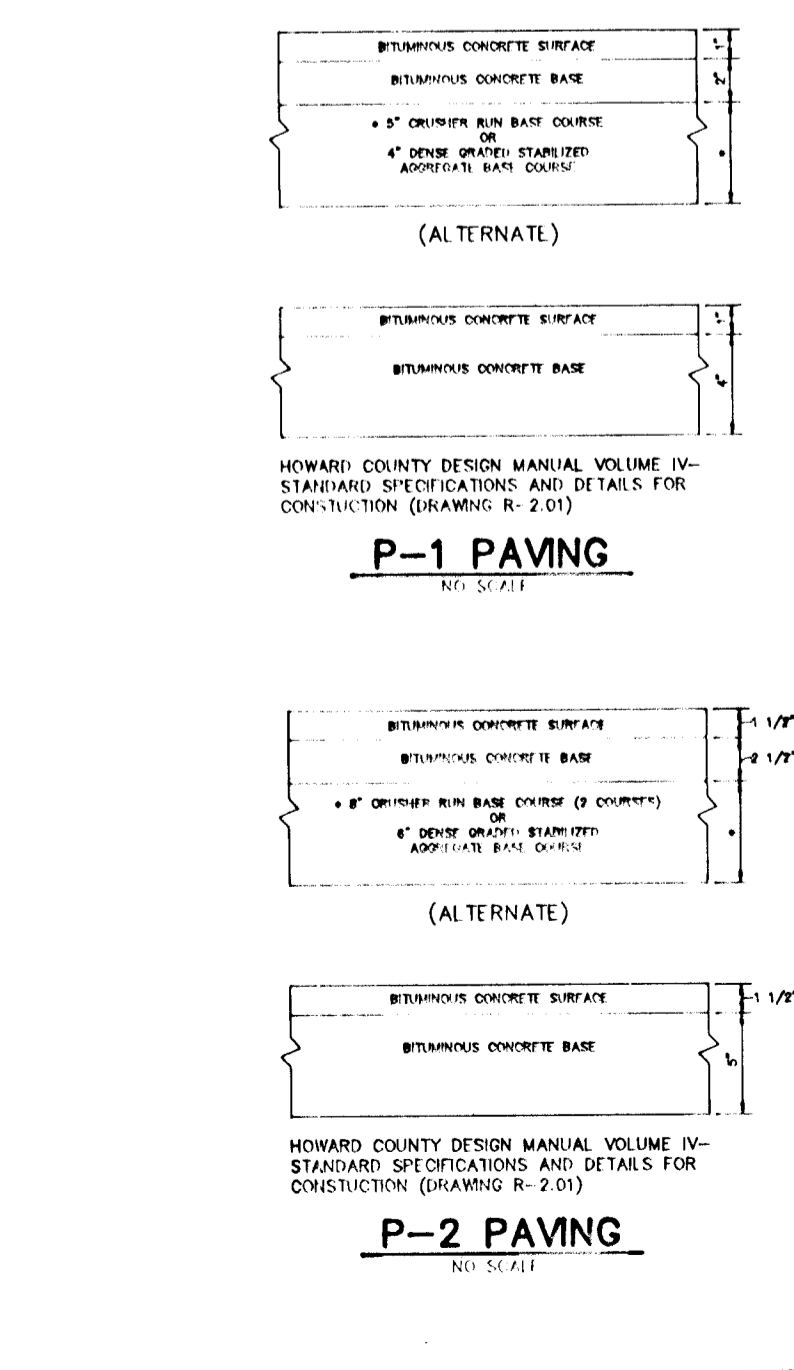 BITUMINOUS CONCRETE SURFACE
1"
BITUMINOUS CONCRETE BASE
2"
* 5" CRUSHER RUN BASE COURSE
OR
4" DENSE GRADED STABILIZED
AGGREGATE BASE COURSE
*
(ALTERNATE)
BITUMINOUS CONCRETE SURFACE
1"
BITUMINOUS CONCRETE BASE
4"
HOWARD COUNTY DESIGN MANUAL VOLUME IV–
STANDARD SPECIFICATIONS AND DETAILS FOR
CONSTUCTION (DRAWING R-2.01)
P–1 PAVING
NO SCALE
BITUMINOUS CONCRETE SURFACE
1 1/2"
BITUMINOUS CONCRETE BASE
2 1/2"
* 8" CRUSHER RUN BASE COURSE (2 COURSES)
OR
6" DENSE GRADED STABILIZED
AGGREGATE BASE COURSE
*
(ALTERNATE)
BITUMINOUS CONCRETE SURFACE
1 1/2"
BITUMINOUS CONCRETE BASE
5"
HOWARD COUNTY DESIGN MANUAL VOLUME IV–
STANDARD SPECIFICATIONS AND DETAILS FOR
CONSTUCTION (DRAWING R-2.01)
P–2 PAVING
NO SCALE